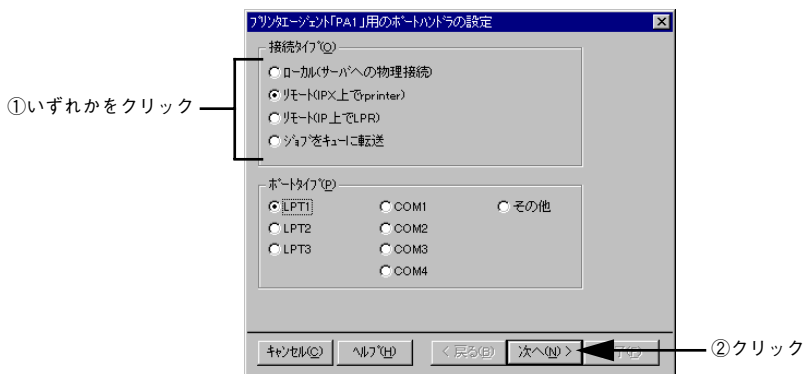 プリンタエージェント「PA1」用のポートハンドラの設定
接続タイプ(O)
ローカル(サーバへの物理接続)
リモート(IPX上でrprinter)
リモート(IP上でLPR)
ジョブをキューに転送
①いずれかをクリック
ポートタイプ(P)
LPT1 COM1 その他
LPT2 COM2
LPT3 COM3
COM4
キャンセル(C) ヘルプ(H) < 戻る(B) 次へ(N) >
②クリック